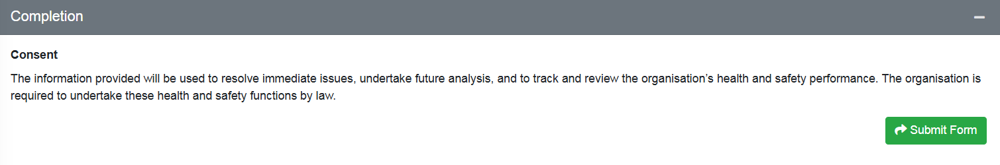 Completion
Consent
The information provided will be used to resolve immediate issues, undertake future analysis, and to track and review the organisation’s health and safety performance. The organisation is
required to undertake these health and safety functions by law.
Submit Form